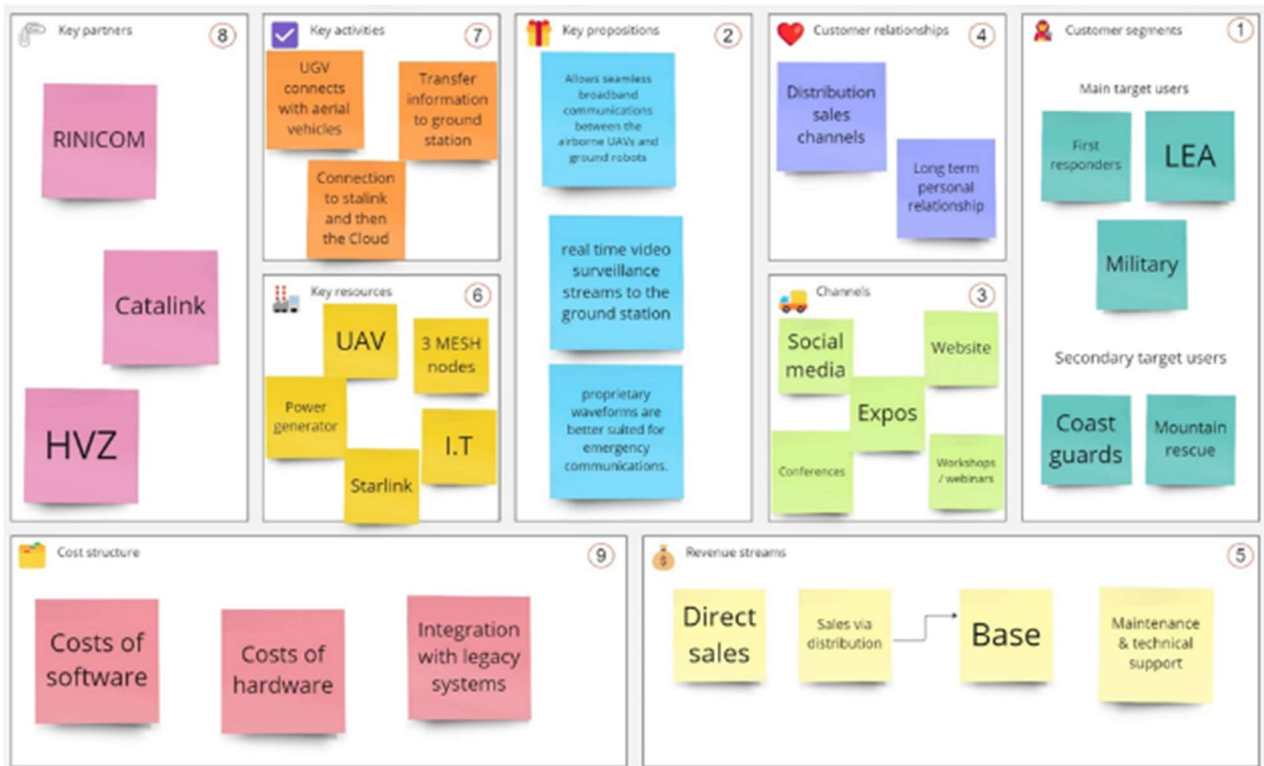 Key partners
8
RINICOM
Catalink
HVZ
Key activities
7
UGV
connects
with aerial
vehicles
Transfer
information
to ground
station
Connection
to stalink
and then
the Cloud
Key resources
6
UAV
3 MESH
nodes
Power
generator
I.T
Starlink
Key propositions
2
Allows seamless
broadband
communications
between the
airborne UAVs and
ground robots
real time video
surveillance
streams to the
ground station
proprietary
waveforms are
better suited for
emergency
communications.
Customer relationships
4
Distribution
sales
channels
Long term
personal
relationship
Channels
3
Social
media
Website
Expos
Conferences
Workshops
/ webinars
Customer segments
1
Main target users
First
responders
LEA
Military
Secondary target users
Coast
guards
Mountain
rescue
Cost structure
9
Costs of
software
Costs of
hardware
Integration
with legacy
systems
Revenue streams
5
Direct
sales
Sales via
distribution
Base
Maintenance
& technical
support